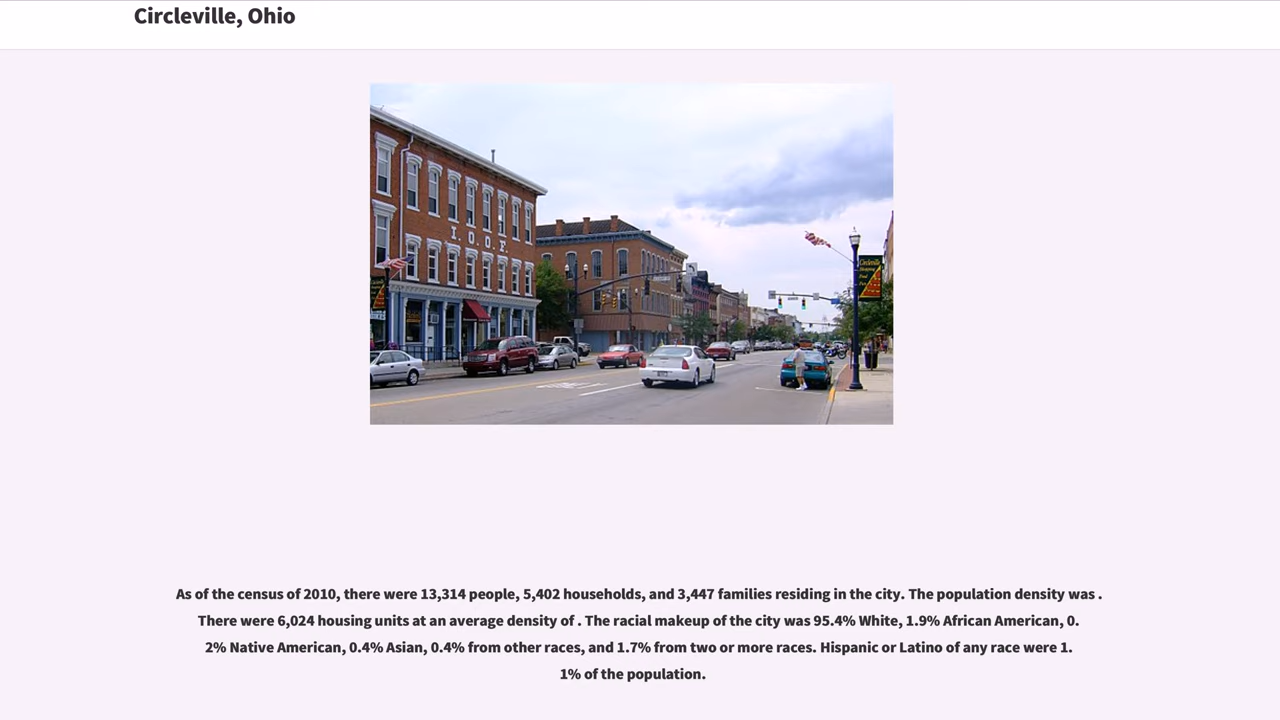 Circleville, Ohio
I. O. O. F.
Circleville
As of the census of 2010, there were 13,314 people, 5,402 households, and 3,447 families residing in the city. The population density was .
There were 6,024 housing units at an average density of . The racial makeup of the city was 95.4% White, 1.9% African American, 0.
2% Native American, 0.4% Asian, 0.4% from other races, and 1.7% from two or more races. Hispanic or Latino of any race were 1.
1% of the population.